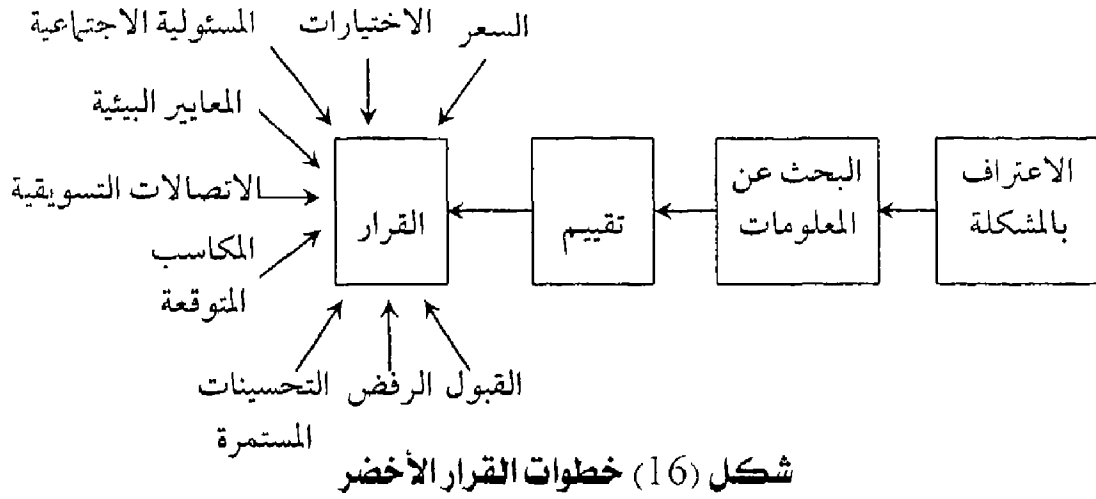 السعر
الاختيارات
المسئولية الاجتماعية
المعايير البيئية
الاتصالات التسويقية
المكاسب
المتوقعة
الاعتراف
بالمشكلة
البحث عن
المعلومات
تقييم
القرار
القبول
الرفض
التحسينات
المستمرة
شكل (16) خطوات القرار الأخضر